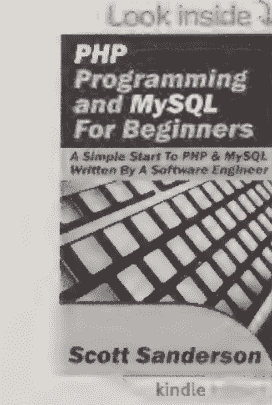 Look inside
PHP
Programming
and MySQL
For Beginners
A Simple Start To PHP & MySQL
Written By A Software Engineer
Scott Sanderson
kindle